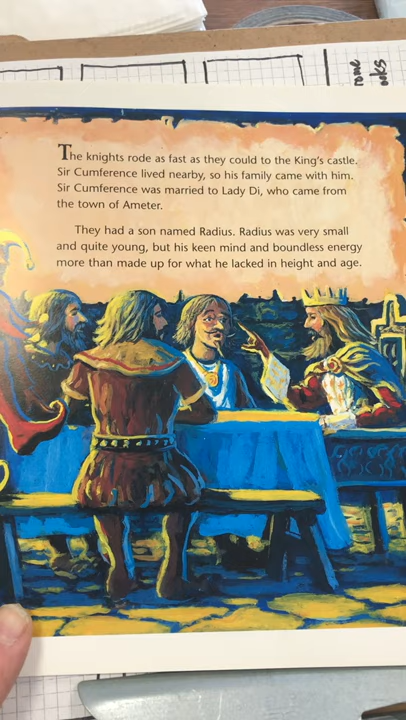 ome
ooks
The knights rode as fast as they could to the King's castle.
Sir Cumference lived nearby, so his family came with him.
Sir Cumference was married to Lady Di, who came from
the town of Ameter.
They had a son named Radius. Radius was very small
and quite young, but his keen mind and boundless energy
more than made up for what he lacked in height and age.